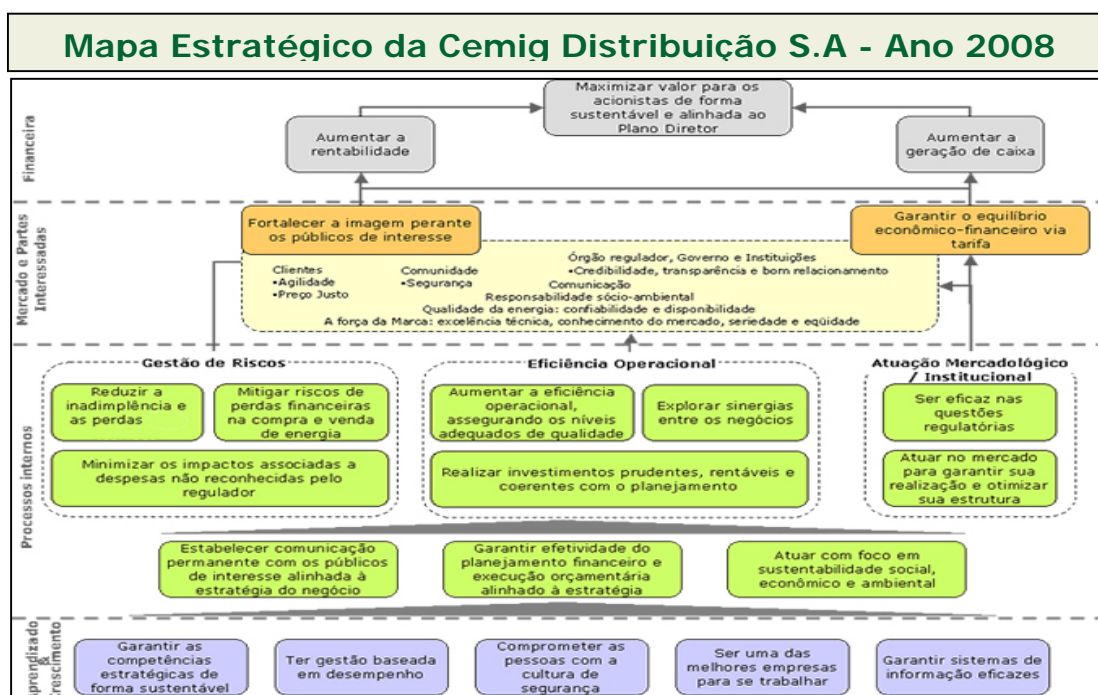 Mapa Estratégico da Cemig Distribuição S.A - Ano 2008
Financeira
Maximizar valor para os
acionistas de forma
sustentável e alinhada ao
Plano Diretor
Aumentar a
rentabilidade
Aumentar a
geração de caixa
Mercado e Partes
Interessadas
Fortalecer a imagem perante
os públicos de interesse
Garantir o equilíbrio
econômico-financeiro via
tarifa
Clientes
•Agilidade
•Preço Justo
Comunidade
•Segurança
Órgão regulador, Governo e Instituições
•Credibilidade, transparência e bom relacionamento
Comunicação
Responsabilidade sócio-ambiental
Qualidade da energia: confiabilidade e disponibilidade
A força da Marca: excelência técnica, conhecimento do mercado, seriedade e eqüidade
Processos internos
Gestão de Riscos
Reduzir a
inadimplência e
as perdas
Mitigar riscos de
perdas financeiras
na compra e venda
de energia
Minimizar os impactos associadas a
despesas não reconhecidas pelo
regulador
Eficiência Operacional
Aumentar a eficiência
operacional,
assegurando os níveis
adequados de qualidade
Explorar sinergias
entre os negócios
Realizar investimentos prudentes, rentáveis e
coerentes com o planejamento
Atuação Mercadológico
/ Institucional
Ser eficaz nas
questões
regulatórias
Atuar no mercado
para garantir sua
realização e otimizar
sua estrutura
Estabelecer comunicação
permanente com os públicos
de interesse alinhada à
estratégia do negócio
Garantir efetividade do
planejamento financeiro e
execução orçamentária
alinhado à estratégia
Atuar com foco em
sustentabilidade social,
econômico e ambiental
Aprendizado
&
Crescimento
Garantir as
competências
estratégicas de
forma sustentável
Ter gestão baseada
em desempenho
Comprometer as
pessoas com a
cultura de
segurança
Ser uma das
melhores empresas
para se trabalhar
Garantir sistemas de
informação eficazes